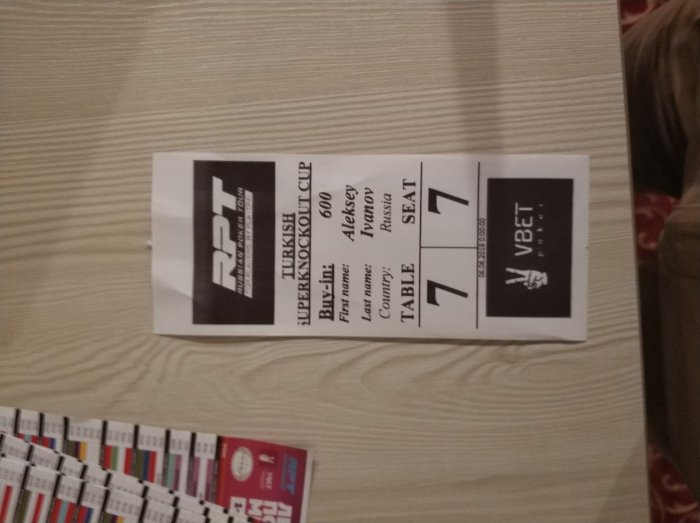 RPT
RUSSIAN POKER TOUR
TURKISH
SUPERKNOCKOUT CUP
Buy-in: 600
First name: Aleksey
Last name: Ivanov
Country: Russia
TABLE SEAT
7 7
VBET
poker
RPT